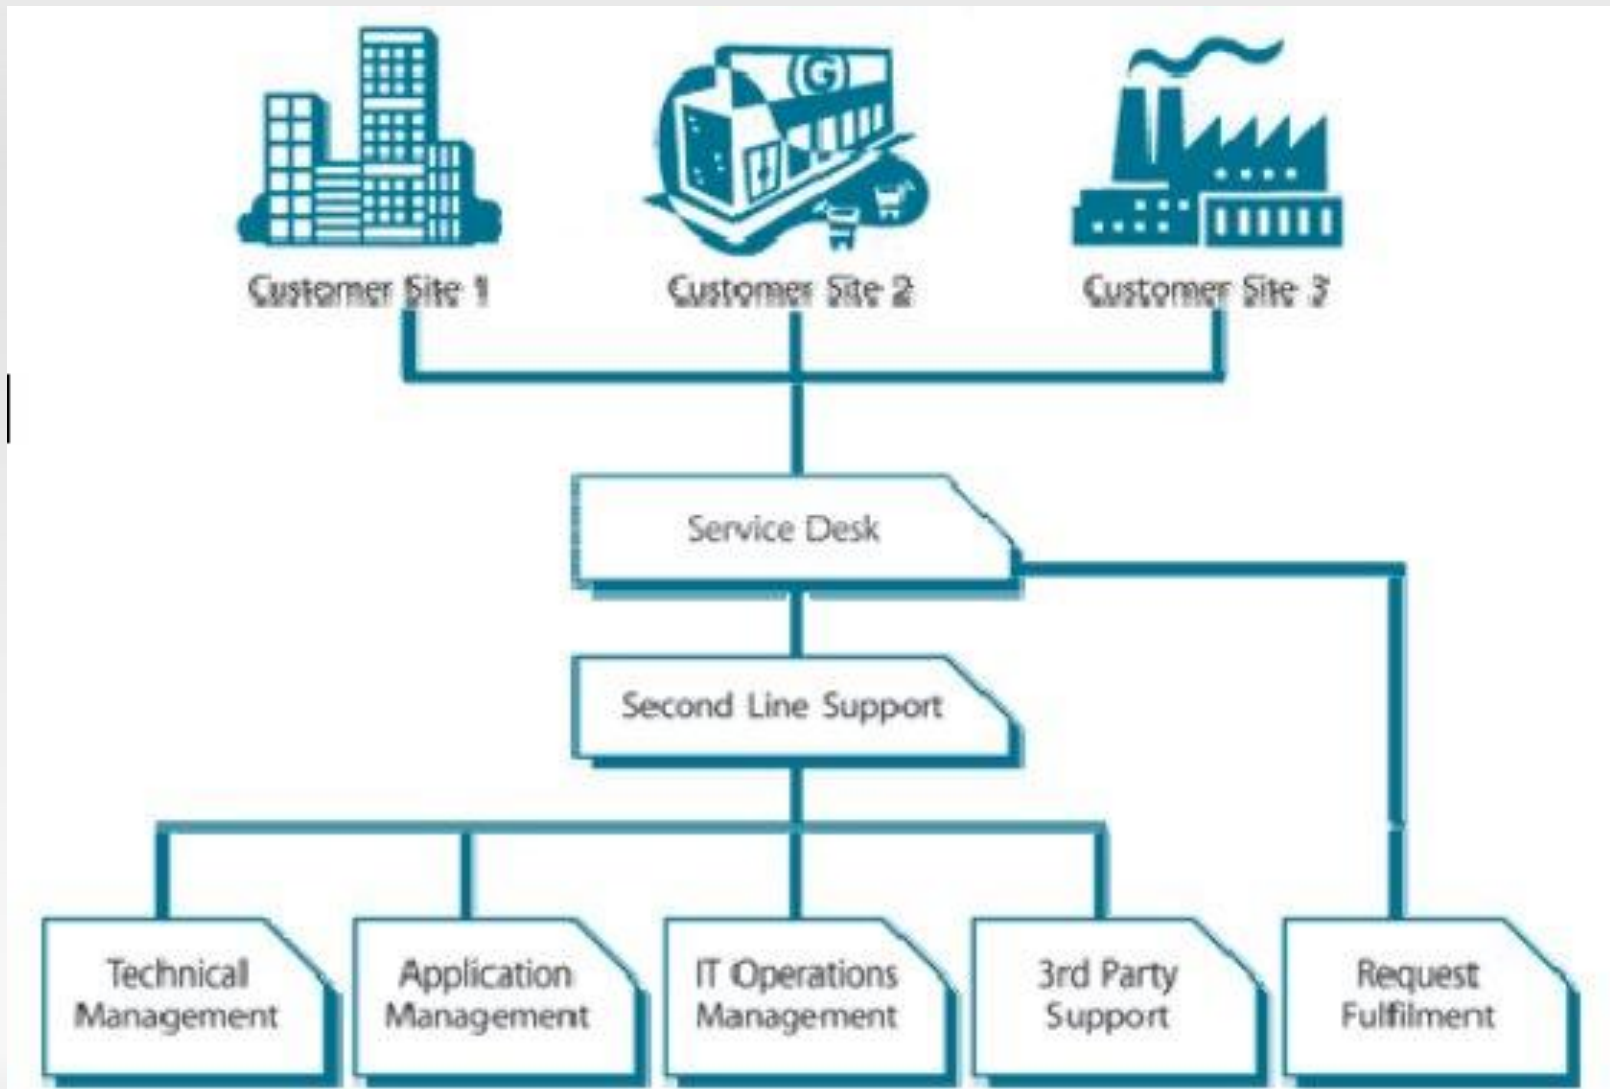 G
Customer Site 1
Customer Site 2
Customer Site 3
Service Desk
Second Line Support
Technical
Management
Application
Management
IT Operations
Management
3rd Party
Support
Request
Fulfilment